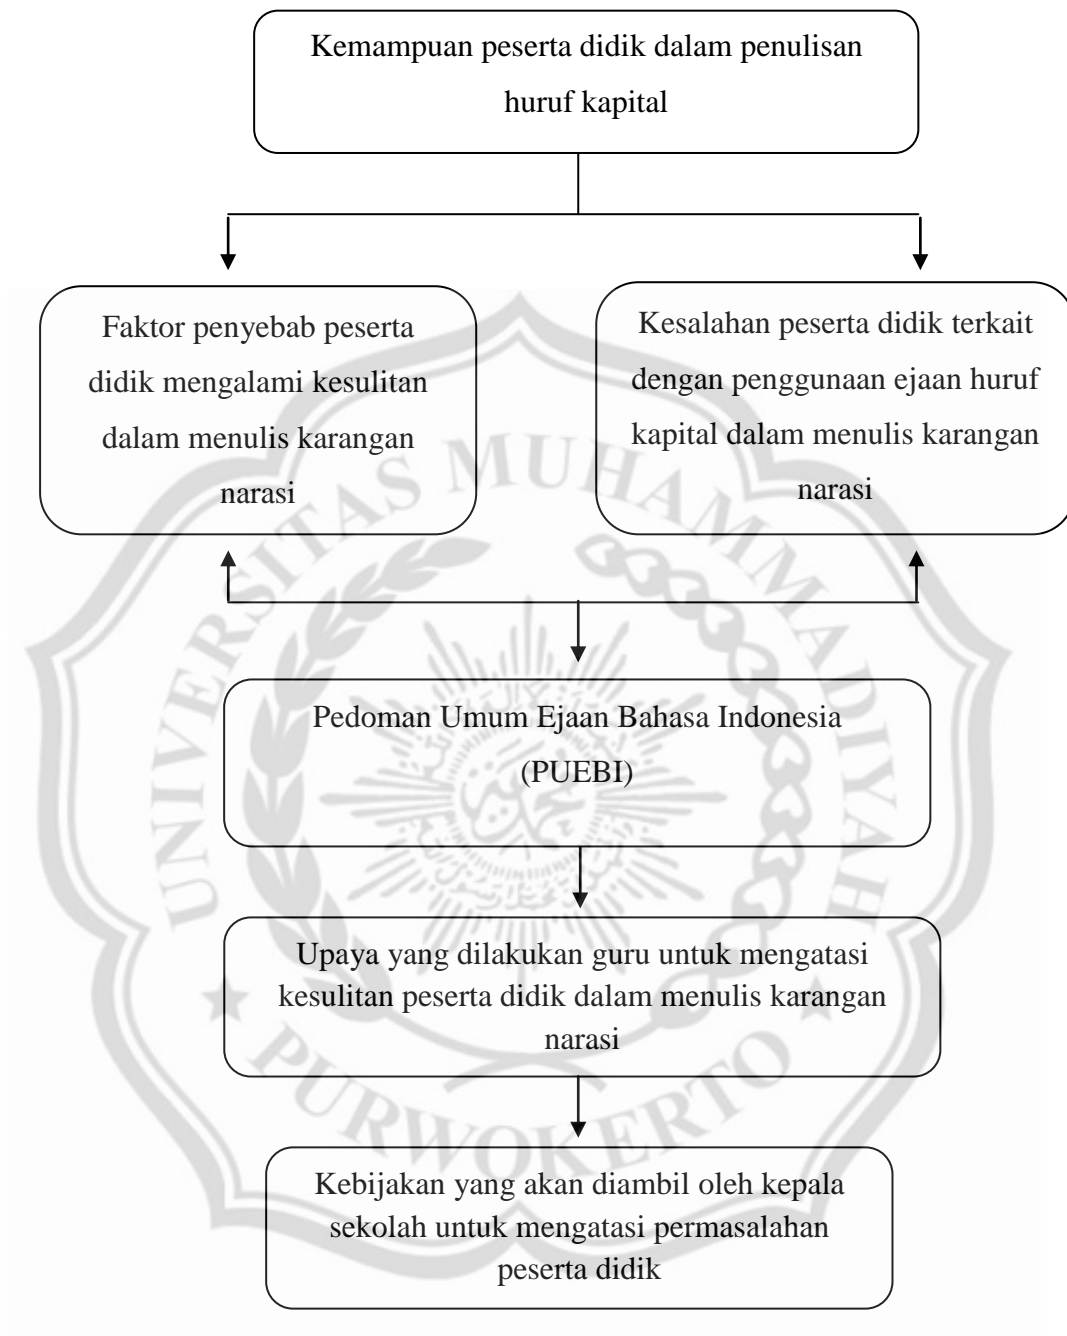 Kemampuan peserta didik dalam penulisan
huruf kapital
Faktor penyebab peserta
didik mengalami kesulitan
dalam menulis karangan
narasi
Kesalahan peserta didik terkait
dengan penggunaan ejaan huruf
kapital dalam menulis karangan
narasi
UNIVERSITAS MUHAMMADIYAH
Pedoman Umum Ejaan Bahasa Indonesia
(PUEBI)
Upaya yang dilakukan guru untuk mengatasi
kesulitan peserta didik dalam menulis karangan
narasi
PURWOKERTO
Kebijakan yang akan diambil oleh kepala
sekolah untuk mengatasi permasalahan
peserta didik